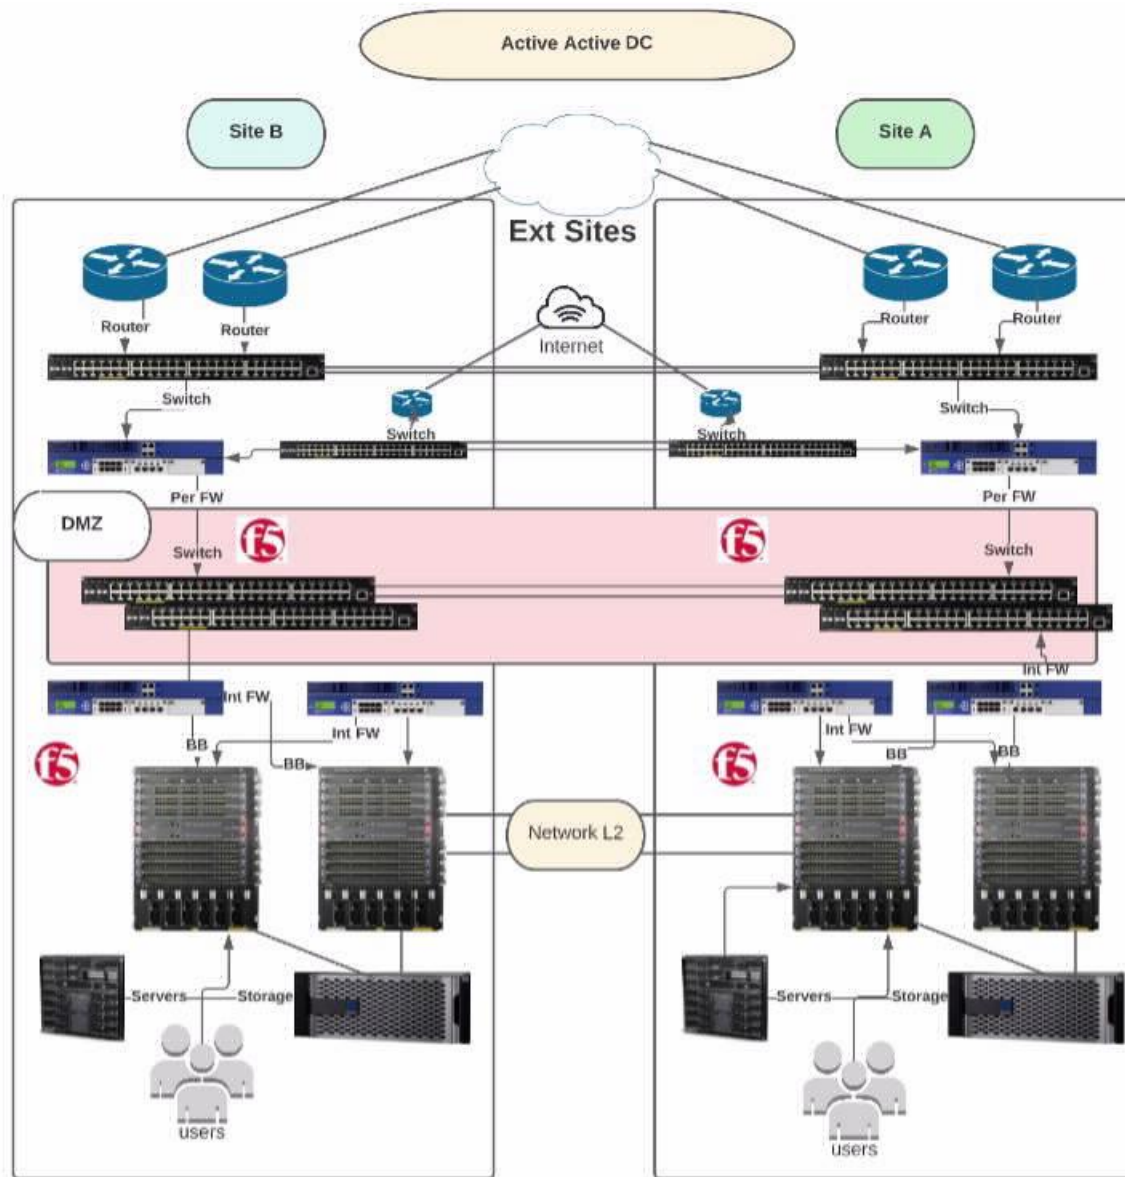 Active Active DC
Site B
Site A
Ext Sites
Router
Router
Router
Router
Internet
Switch
Switch
Switch
Switch
Per FW
Per FW
DMZ
f5
f5
Switch
Switch
Int FW
Int FW
Int FW
Int FW
BB
BB
BB
BB
f5
f5
Network L2
Servers
Storage
Servers
Storage
users
users